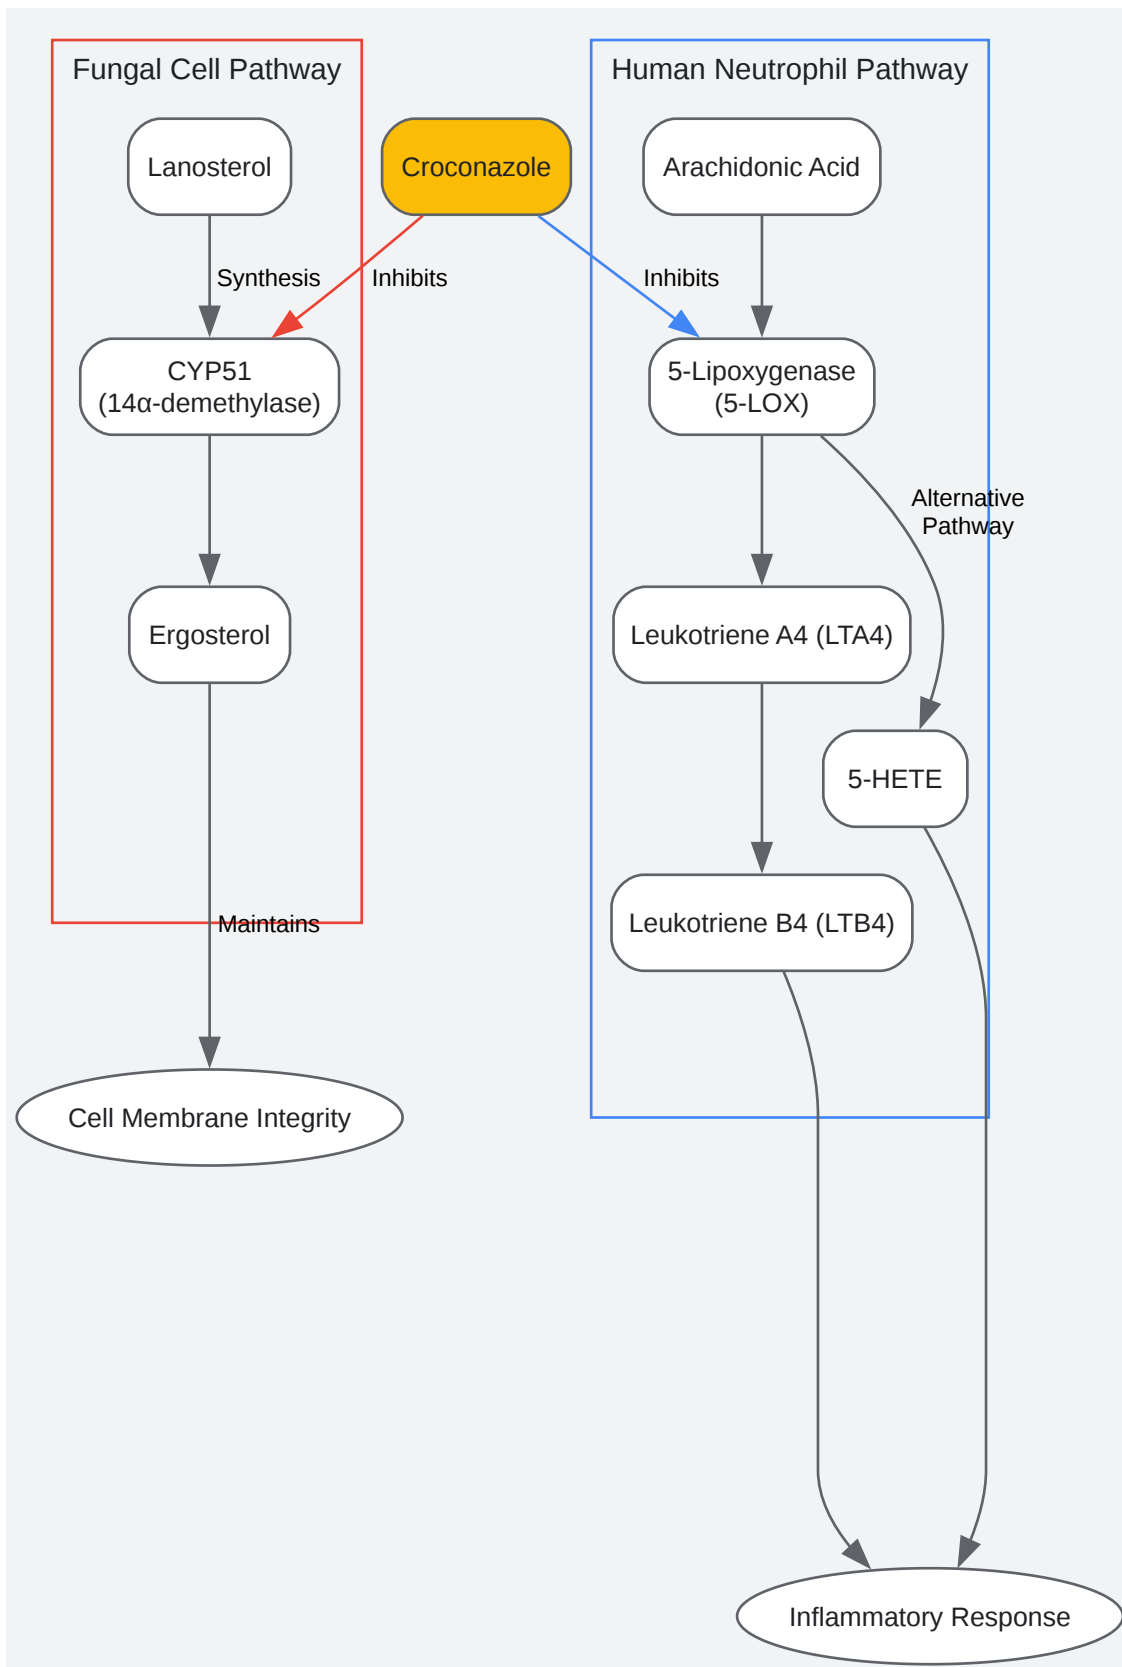 Fungal Cell Pathway
Human Neutrophil Pathway
Lanosterol
Croconazole
Arachidonic Acid
Synthesis
Inhibits
Inhibits
CYP51
(14α-demethylase)
5-Lipoxygenase
(5-LOX)
Alternative
Pathway
Ergosterol
Leukotriene A4 (LTA4)
5-HETE
Maintains
Leukotriene B4 (LTB4)
Cell Membrane Integrity
Inflammatory Response